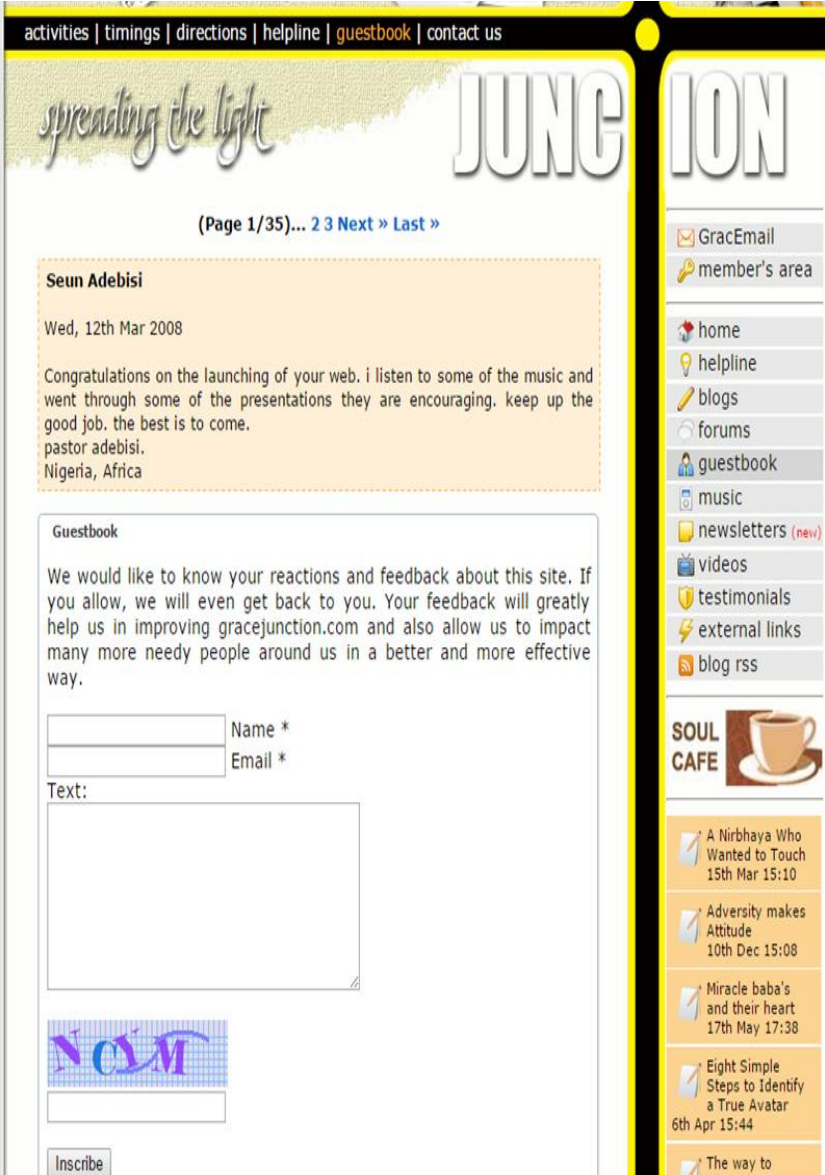 activities | timings | directions | helpline | guestbook | contact us
spreading the light
JUNC ION
(Page 1/35)... 2 3 Next » Last »
Seun Adebisi
Wed, 12th Mar 2008
Congratulations on the launching of your web. i listen to some of the music and
went through some of the presentations they are encouraging. keep up the
good job. the best is to come.
pastor adebisi.
Nigeria, Africa
Guestbook
We would like to know your reactions and feedback about this site. If
you allow, we will even get back to you. Your feedback will greatly
help us in improving gracejunction.com and also allow us to impact
many more needy people around us in a better and more effective
way.
Name *
Email *
Text:
NCYM
Inscribe
GracEmail
member's area
home
helpline
blogs
forums
guestbook
music
newsletters (new)
videos
testimonials
external links
blog rss
SOUL
CAFE
A Nirbhaya Who
Wanted to Touch
15th Mar 15:10
Adversity makes
Attitude
10th Dec 15:08
Miracle baba's
and their heart
17th May 17:38
Eight Simple
Steps to Identify
a True Avatar
6th Apr 15:44
The way to